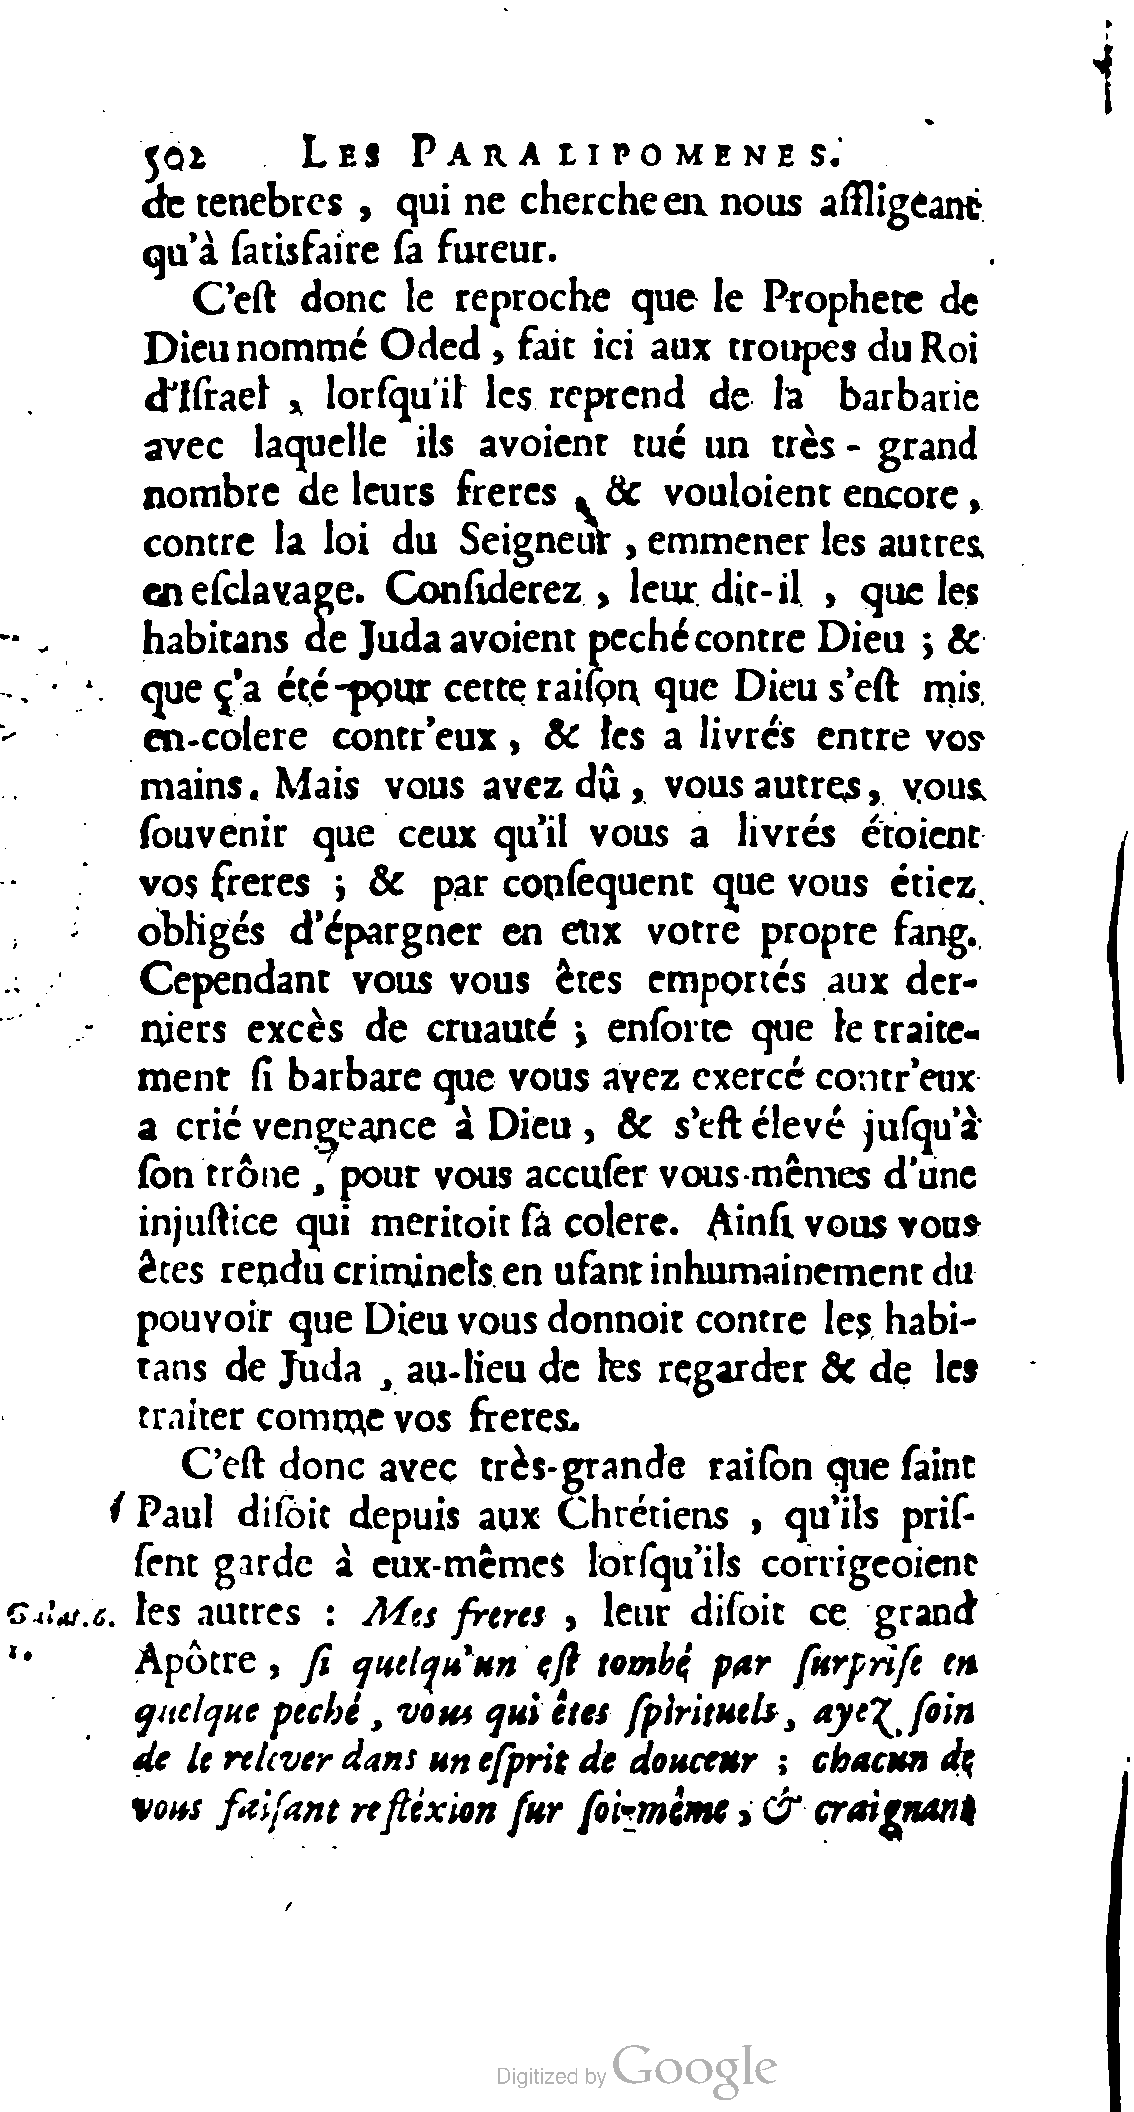 502 LES PARALIPOMENES.
de tenebres , qui ne cherche en nous affligeant
qu'à ſatisfaire ſa fureur.
C'eſt donc le reproche que le Prophete de
Dieu nommé Oded , fait ici aux troupes du Roi
d'Iſrael , lorſqu'il les reprend de la barbarie
avec laquelle ils avoient tué un très - grand
nombre de leurs freres , & vouloient encore ,
contre la loi du Seigneur , emmener les autres
en eſclavage. Conſiderez , leur dit-il , que les
habitans de Juda avoient peché contre Dieu ; &
que ç'a été pour cette raiſon que Dieu s'eſt mis
en-colere contr'eux , & les a livrés entre vos
mains. Mais vous avez dû , vous autres , vous
ſouvenir que ceux qu'il vous a livrés étoient
vos freres ; & par conſequent que vous étiez
obligés d'épargner en eux votre propre ſang.
Cependant vous vous êtes emportés aux der-
niers excès de cruauté ; enſorte que le traite-
ment ſi barbare que vous avez exercé contr'eux
a crié vengeance à Dieu , & s'eſt élevé juſqu'à
ſon trône , pour vous accuſer vous-mêmes d'une
injuſtice qui meritoit ſa colere. Ainſi vous vous
êtes rendu criminels en uſant inhumainement du
pouvoir que Dieu vous donnoit contre les habi-
tans de Juda , au-lieu de les regarder & de les
traiter comme vos freres.
C'eſt donc avec très-grande raiſon que ſaint
Paul diſoit depuis aux Chrétiens , qu'ils priſ-
ſent garde à eux-mêmes lorſqu'ils corrigeoient
Galat. 6. les autres : Mes freres , leur diſoit ce grand
1. Apôtre , ſi quelqu'un eſt tombé par ſurpriſe en
quelque peché , vous qui êtes ſpirituels , ayez ſoin
de le relever dans un eſprit de douceur ; chacun de
vous faiſant refléxion ſur ſoi-même , & craignant
Digitized by Google